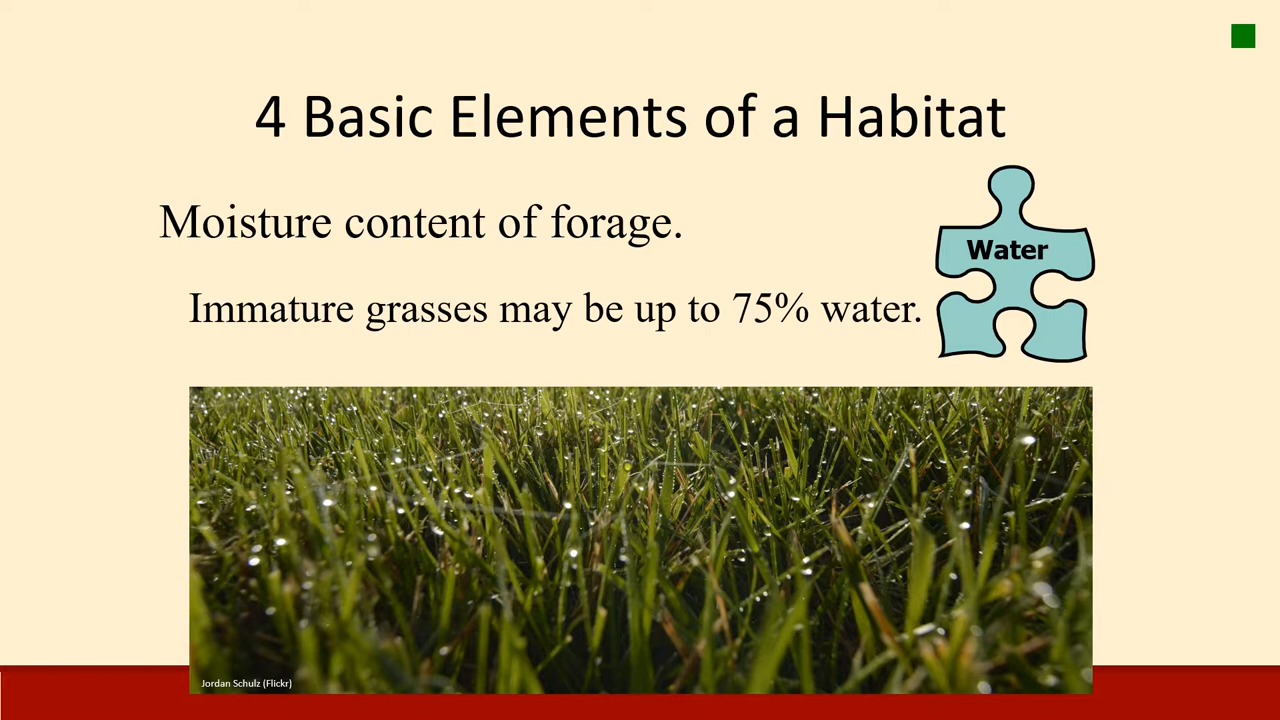 4 Basic Elements of a Habitat
Moisture content of forage.
Water
Immature grasses may be up to 75% water.
Jordan Schulz (Flickr)